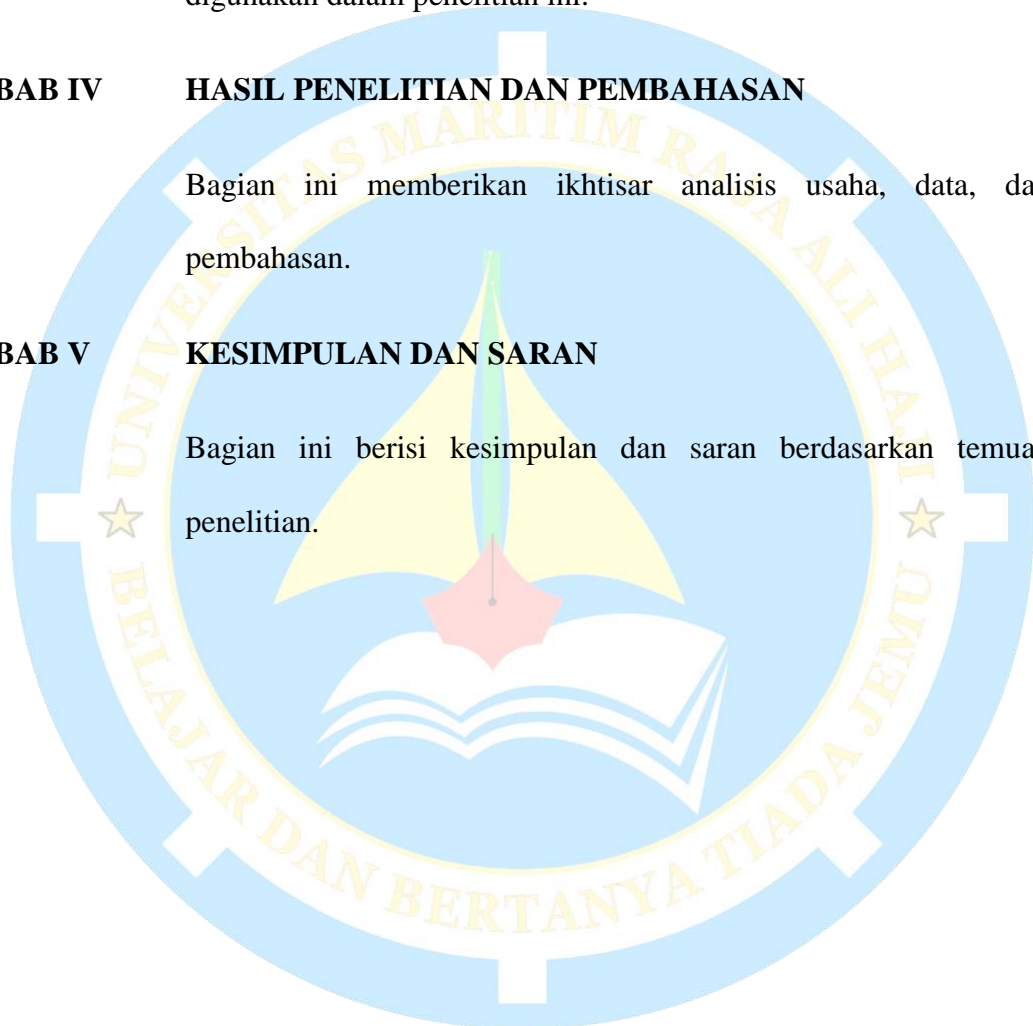 digunakan dalam penelitian ini.
BAB IV HASIL PENELITIAN DAN PEMBAHASAN
Bagian ini memberikan ikhtisar analisis usaha, data, da
pembahasan.
BAB V KESIMPULAN DAN SARAN
Bagian ini berisi kesimpulan dan saran berdasarkan temua
penelitian.
UNIVERSITAS MARITIM RAJA ALI HAJI
BELAJAR DAN BERTANYA TIADA JEMU